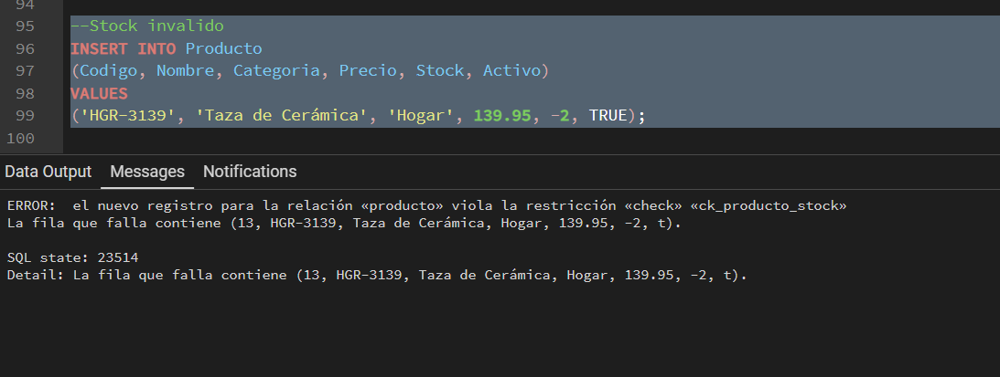 94
95 --Stock invalido
96 INSERT INTO Producto
97 (Codigo, Nombre, Categoria, Precio, Stock, Activo)
98 VALUES
99 ('HGR-3139', 'Taza de Cerámica', 'Hogar', 139.95, -2, TRUE);
100
Data Output Messages Notifications
ERROR:  el nuevo registro para la relación «producto» viola la restricción «check» «ck_producto_stock»
La fila que falla contiene (13, HGR-3139, Taza de Cerámica, Hogar, 139.95, -2, t).
SQL state: 23514
Detail: La fila que falla contiene (13, HGR-3139, Taza de Cerámica, Hogar, 139.95, -2, t).